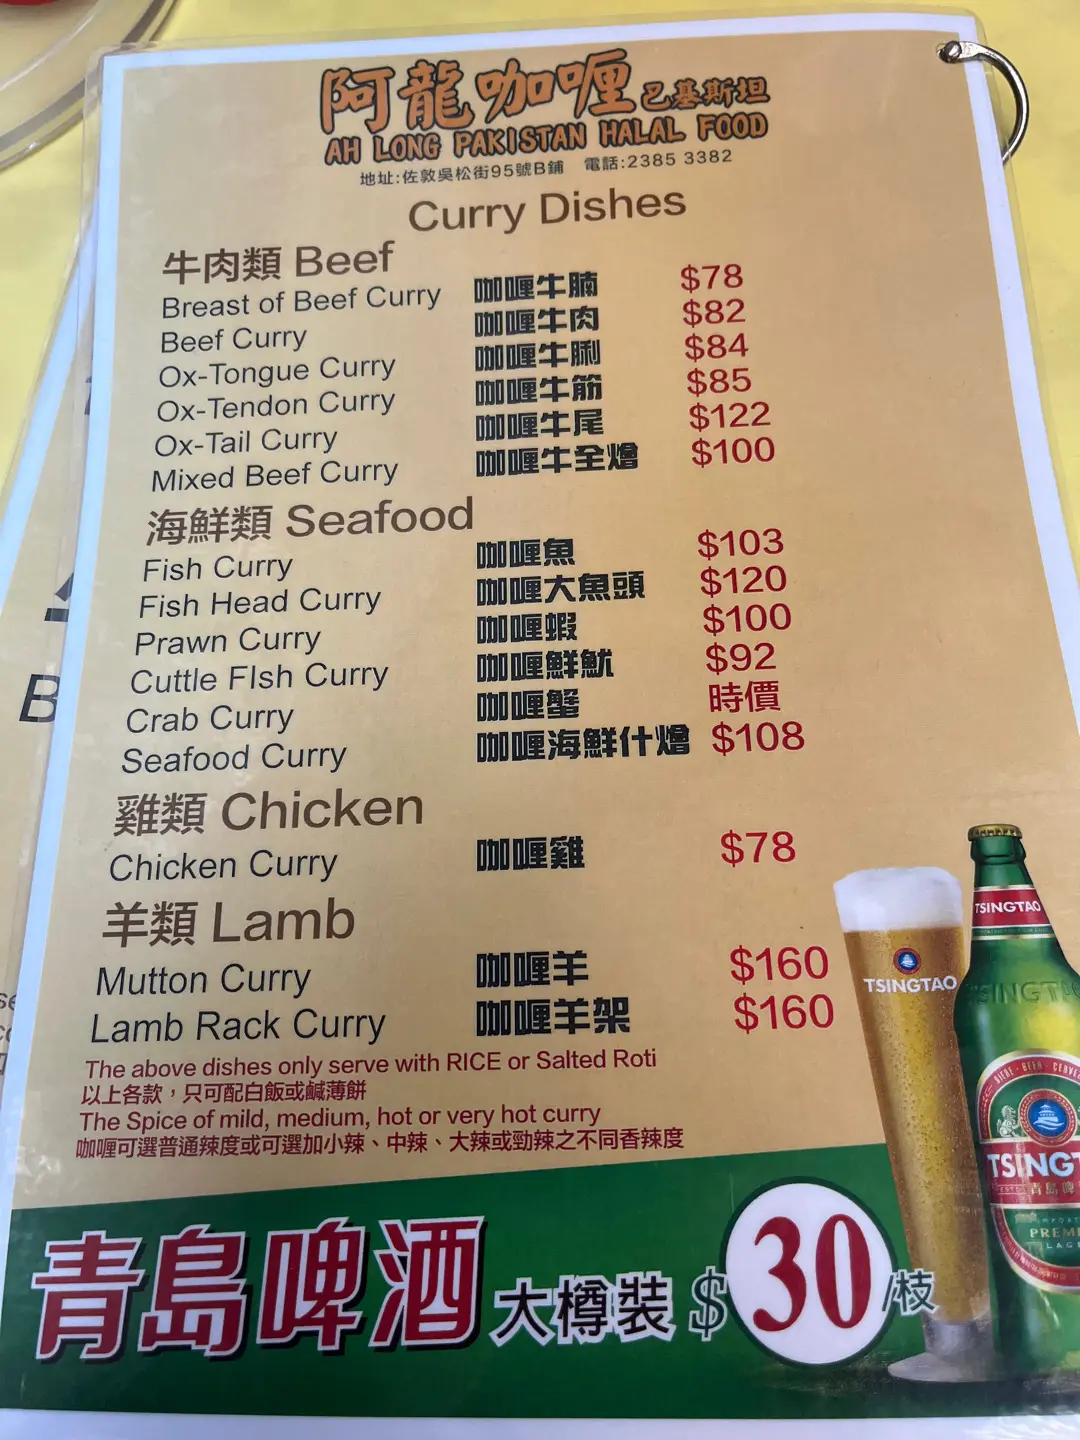 阿龍咖喱 巴基斯坦
AH LONG PAKISTAN HALAL FOOD
地址:佐敦吳松街95號B鋪 電話:2385 3382
Curry Dishes
牛肉類 Beef
Breast of Beef Curry 咖喱牛腩 $78
Beef Curry 咖喱牛肉 $82
Ox-Tongue Curry 咖喱牛脷 $84
Ox-Tendon Curry 咖喱牛筋 $85
Ox-Tail Curry 咖喱牛尾 $122
Mixed Beef Curry 咖喱牛全燴 $100
海鮮類 Seafood
Fish Curry 咖喱魚 $103
Fish Head Curry 咖喱大魚頭 $120
Prawn Curry 咖喱蝦 $100
Cuttle FIsh Curry 咖喱鮮魷 $92
Crab Curry 咖喱蟹 時價
Seafood Curry 咖喱海鮮什燴 $108
雞類 Chicken
Chicken Curry 咖喱雞 $78
羊類 Lamb
Mutton Curry 咖喱羊 $160
Lamb Rack Curry 咖喱羊架 $160
The above dishes only serve with RICE or Salted Roti
以上各款，只可配白飯或鹹薄餅
The Spice of mild, medium, hot or very hot curry
咖喱可選普通辣度或可選加小辣、中辣、大辣或勁辣之不同香辣度
青島啤酒 大樽裝 $30/枝
TSINGTAO
TSINGTAO
TSINGTAO
BIERE · BEER · CERVE
TSINGT
青島啤
PREMI
LAGE
B